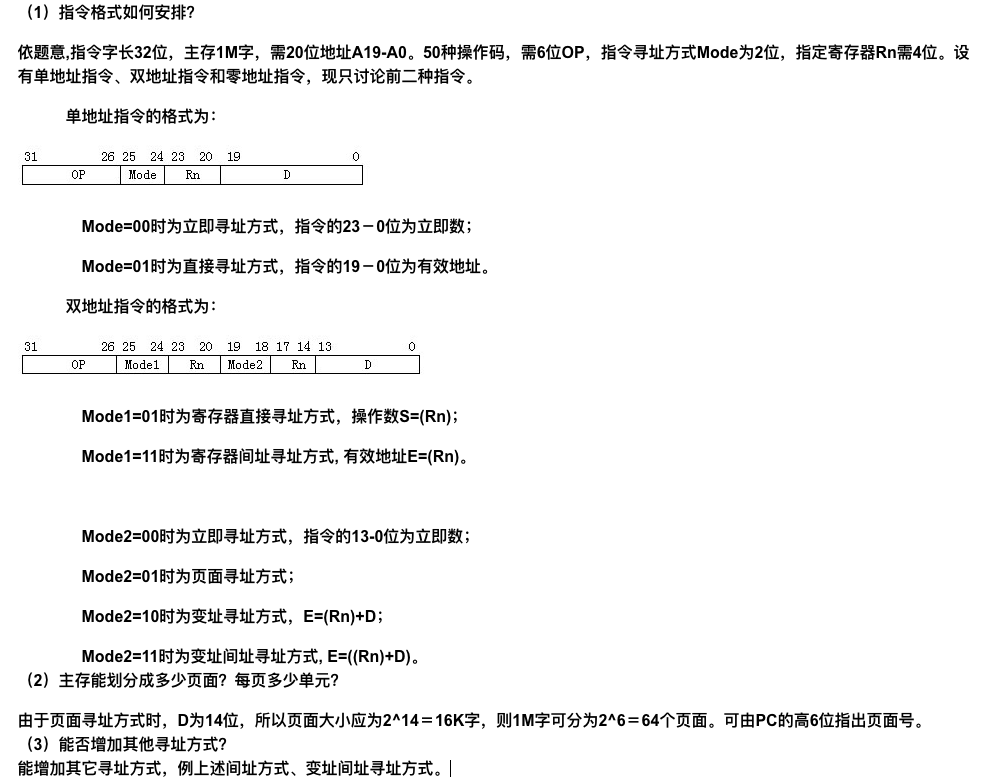 （1）指令格式如何安排？
依题意,指令字长32位，主存1M字，需20位地址A19-A0。50种操作码，需6位OP，指令寻址方式Mode为2位，指定寄存器Rn需4位。设
有单地址指令、双地址指令和零地址指令，现只讨论前二种指令。
单地址指令的格式为：
31 26 25 24 23 20 19 0
OP Mode Rn D
Mode=00时为立即寻址方式，指令的23－0位为立即数；
Mode=01时为直接寻址方式，指令的19－0位为有效地址。
双地址指令的格式为：
31 26 25 24 23 20 19 18 17 14 13 0
OP Mode1 Rn Mode2 Rn D
Mode1=01时为寄存器直接寻址方式，操作数S=(Rn)；
Mode1=11时为寄存器间址寻址方式, 有效地址E=(Rn)。
Mode2=00时为立即寻址方式，指令的13-0位为立即数；
Mode2=01时为页面寻址方式；
Mode2=10时为变址寻址方式，E=(Rn)+D；
Mode2=11时为变址间址寻址方式, E=((Rn)+D)。
（2）主存能划分成多少页面？每页多少单元？
由于页面寻址方式时，D为14位，所以页面大小应为2^14＝16K字，则1M字可分为2^6＝64个页面。可由PC的高6位指出页面号。
（3）能否增加其他寻址方式？
能增加其它寻址方式，例上述间址方式、变址间址寻址方式。